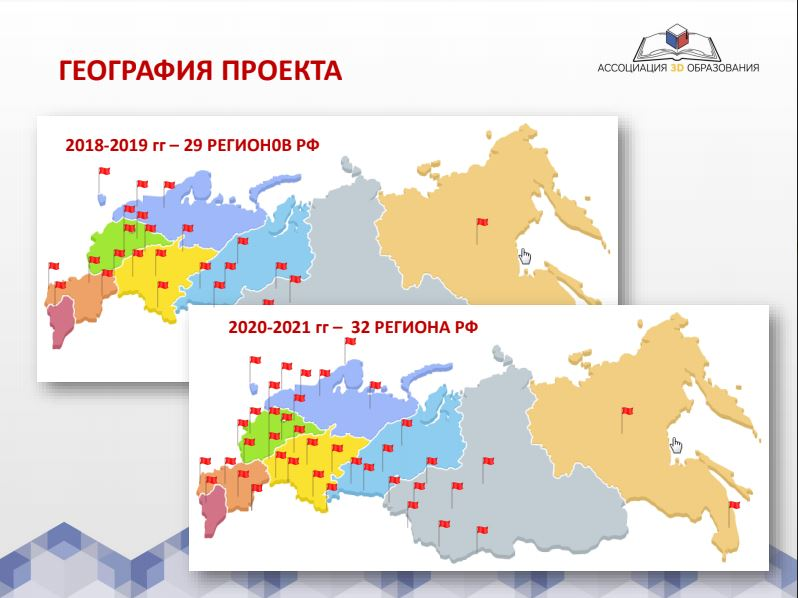 ГЕОГРАФИЯ ПРОЕКТА
АССОЦИАЦИЯ 3D ОБРАЗОВАНИЯ
2018-2019 гг – 29 РЕГИОН0В РФ
2020-2021 гг – 32 РЕГИОНА РФ